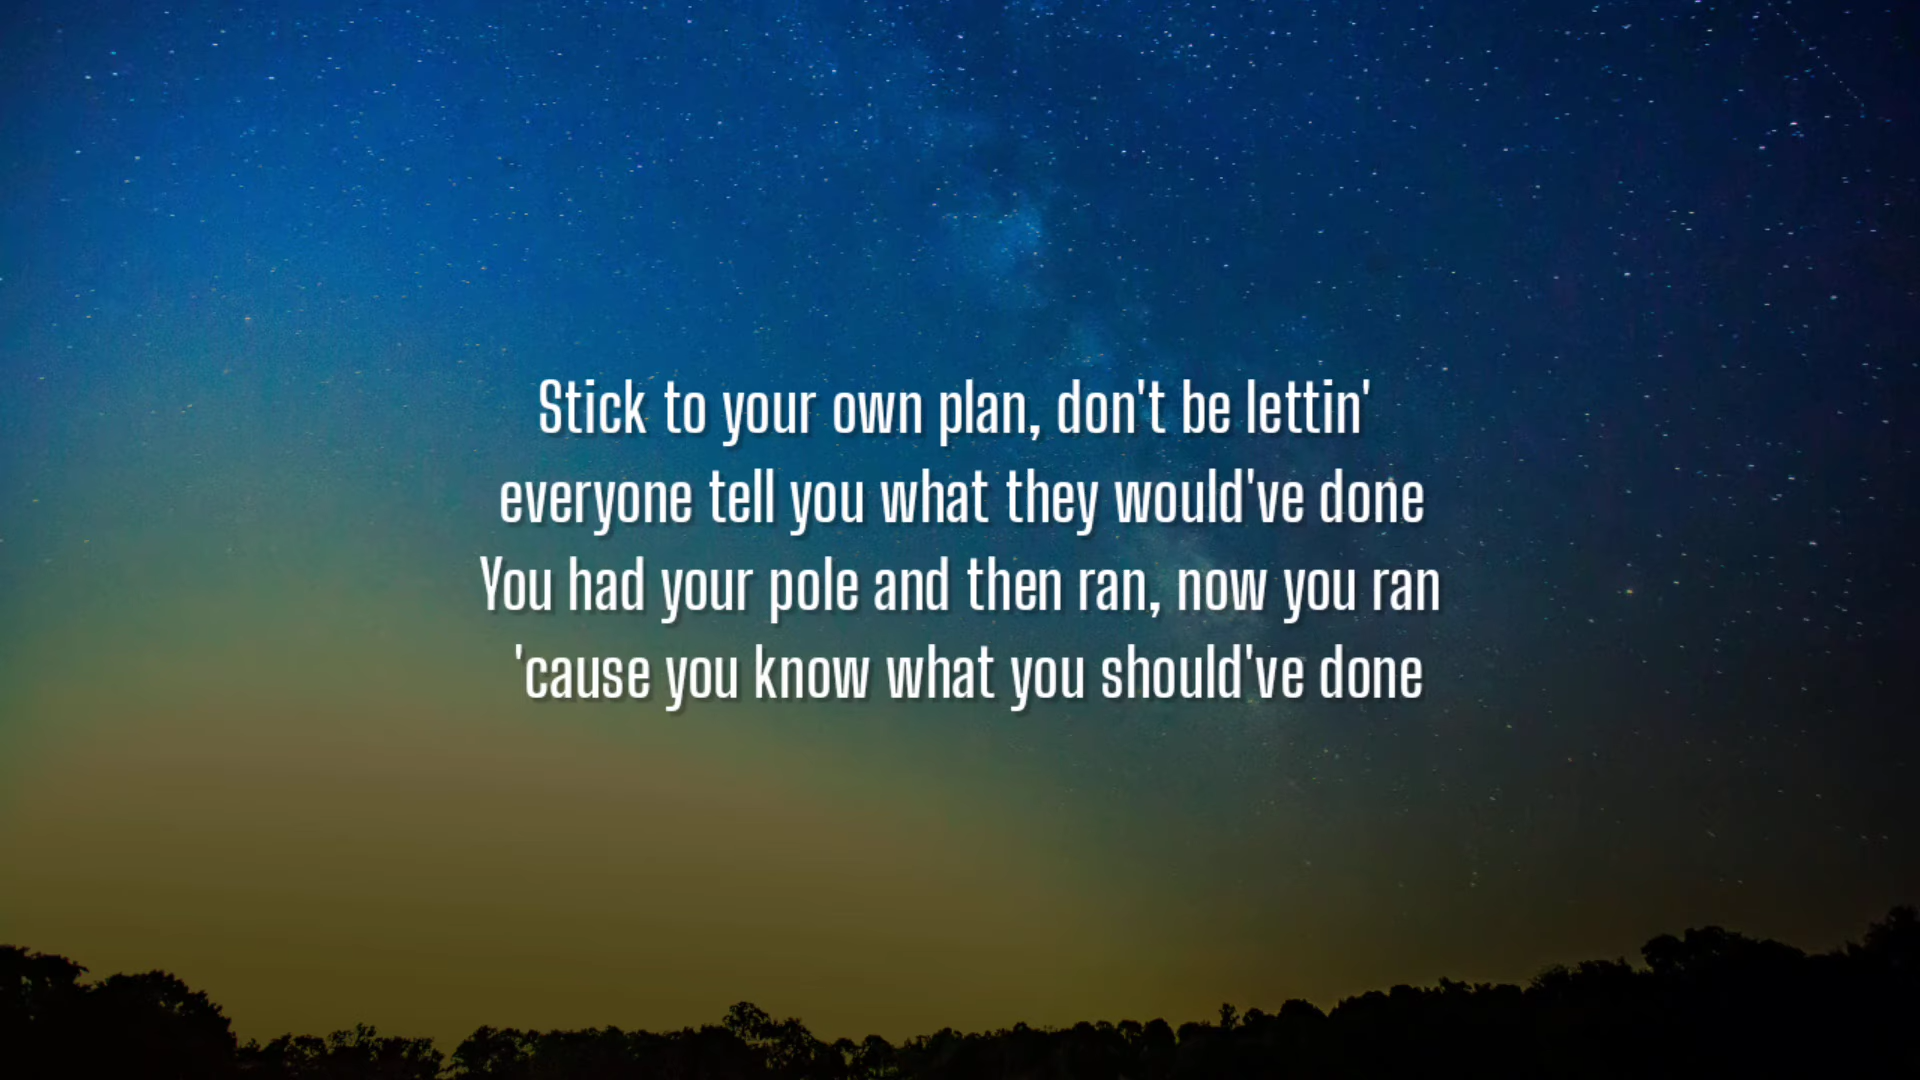 Stick to your own plan, don't be lettin'
everyone tell you what they would've done
You had your pole and then ran, now you ran
'cause you know what you should've done